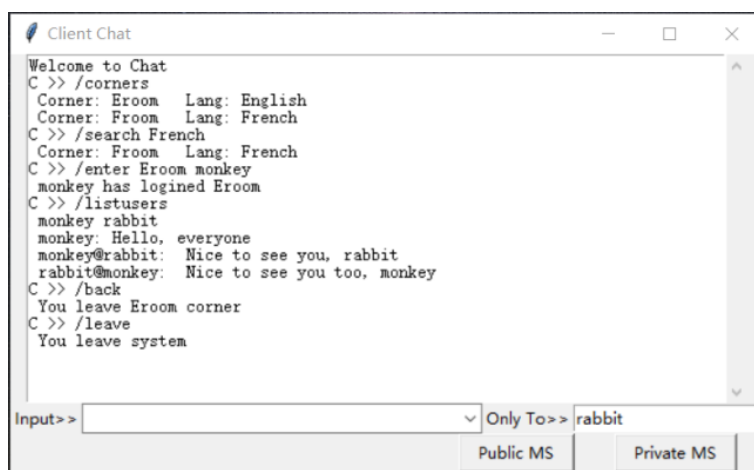 Client Chat
Welcome to Chat
C >> /corners
Corner: Eroom Lang: English
Corner: Froom Lang: French
C >> /search French
Corner: Froom Lang: French
C >> /enter Eroom monkey
monkey has logined Eroom
C >> /listusers
monkey rabbit
monkey: Hello, everyone
monkey@rabbit: Nice to see you, rabbit
rabbit@monkey: Nice to see you too, monkey
C >> /back
You leave Eroom corner
C >> /leave
You leave system
Input>> Only To>> rabbit
Public MS Private MS